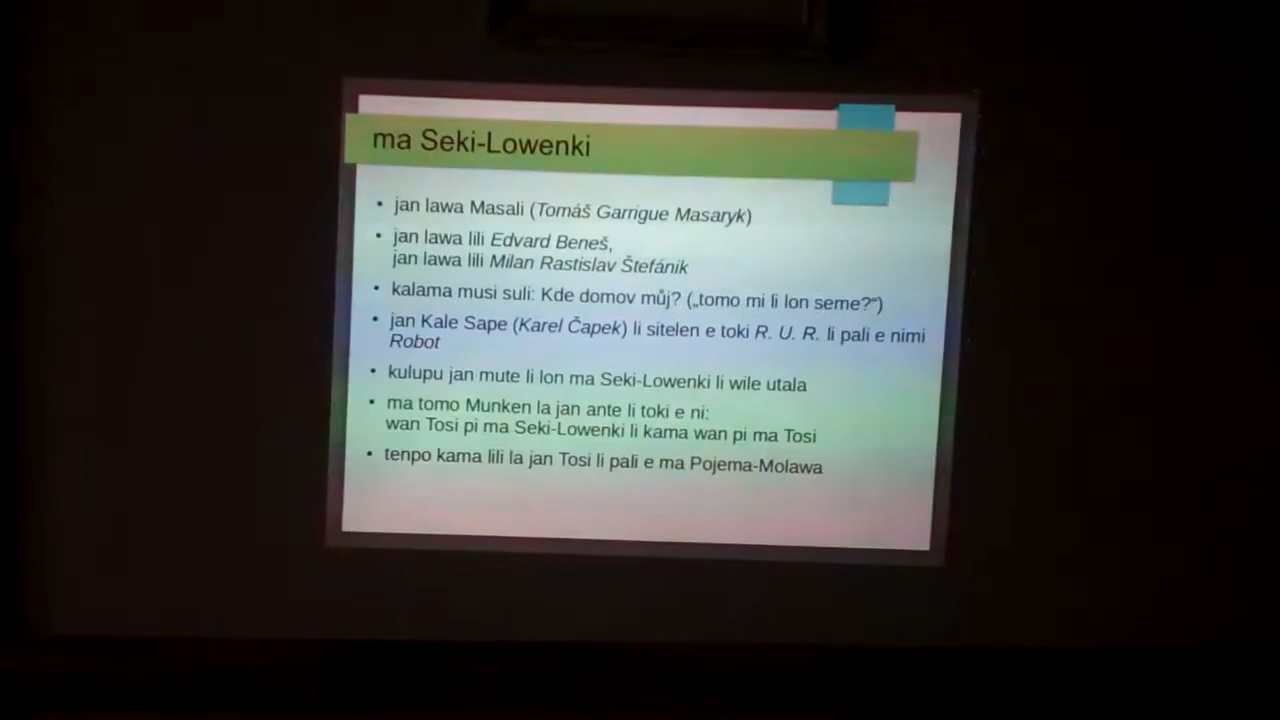 ma Seki-Lowenki
• jan lawa Masali (Tomáš Garrigue Masaryk)
• jan lawa lili Edvard Beneš,
jan lawa lili Milan Rastislav Štefánik
• kalama musi suli: Kde domov můj? („tomo mi li lon seme?“)
• jan Kale Sape (Karel Čapek) li sitelen e toki R. U. R. li pali e nimi
Robot
• kulupu jan mute li lon ma Seki-Lowenki li wile utala
• ma tomo Munken la jan ante li toki e ni:
wan Tosi pi ma Seki-Lowenki li kama wan pi ma Tosi
• tenpo kama lili la jan Tosi li pali e ma Pojema-Molawa